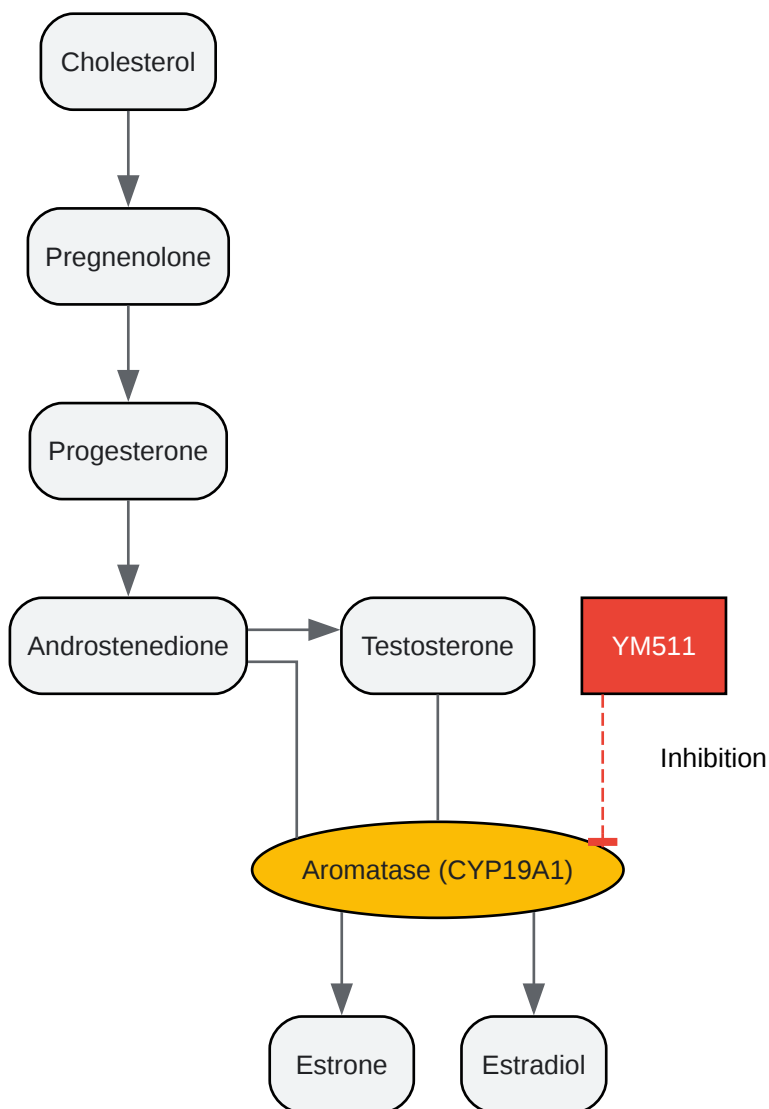 Cholesterol
Pregnenolone
Progesterone
Androstenedione
Testosterone
YM511
Inhibition
Aromatase (CYP19A1)
Estrone
Estradiol